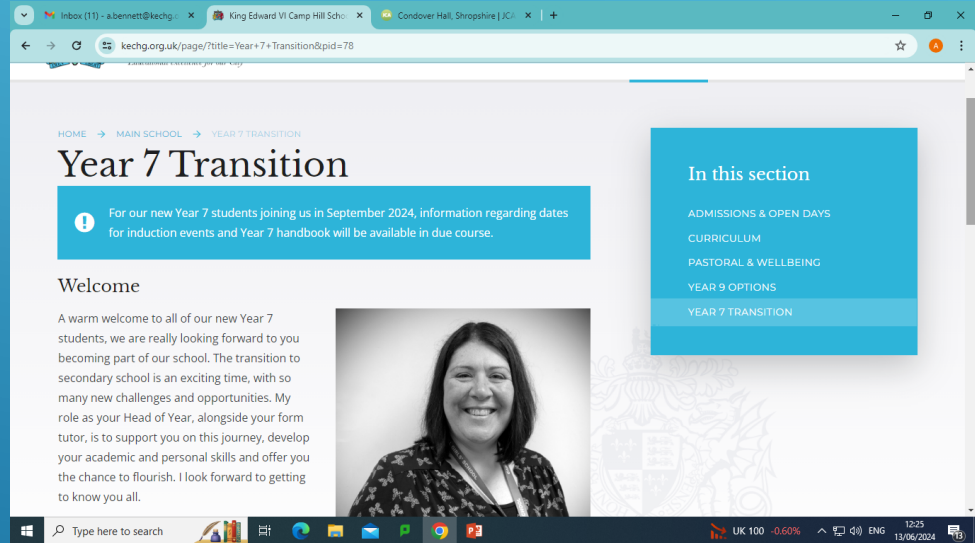 Inbox (11) - a.bennett@kechg.o
King Edward VI Camp Hill Scho
Condover Hall, Shropshire | JCA
kechg.org.uk/page/?title=Year+7+Transition&pid=78
Educational excellence for our City
HOME → MAIN SCHOOL → YEAR 7 TRANSITION
Year 7 Transition
For our new Year 7 students joining us in September 2024, information regarding dates
for induction events and Year 7 handbook will be available in due course.
Welcome
A warm welcome to all of our new Year 7
students, we are really looking forward to you
becoming part of our school. The transition to
secondary school is an exciting time, with so
many new challenges and opportunities. My
role as your Head of Year, alongside your form
tutor, is to support you on this journey, develop
your academic and personal skills and offer you
the chance to flourish. I look forward to getting
to know you all.
In this section
ADMISSIONS & OPEN DAYS
CURRICULUM
PASTORAL & WELLBEING
YEAR 9 OPTIONS
YEAR 7 TRANSITION
Type here to search
UK 100 -0.60%
ENG
12:25
13/06/2024
13